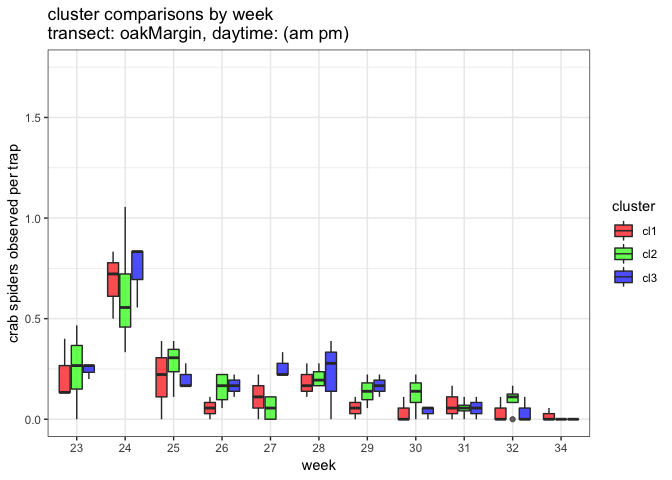 cluster comparisons by week
transect: oakMargin, daytime: (am pm)
crab spiders observed per trap
1.5
1.0
0.5
0.0
23 24 25 26 27 28 29 30 31 32 34
week
cluster
cl1
cl2
cl3